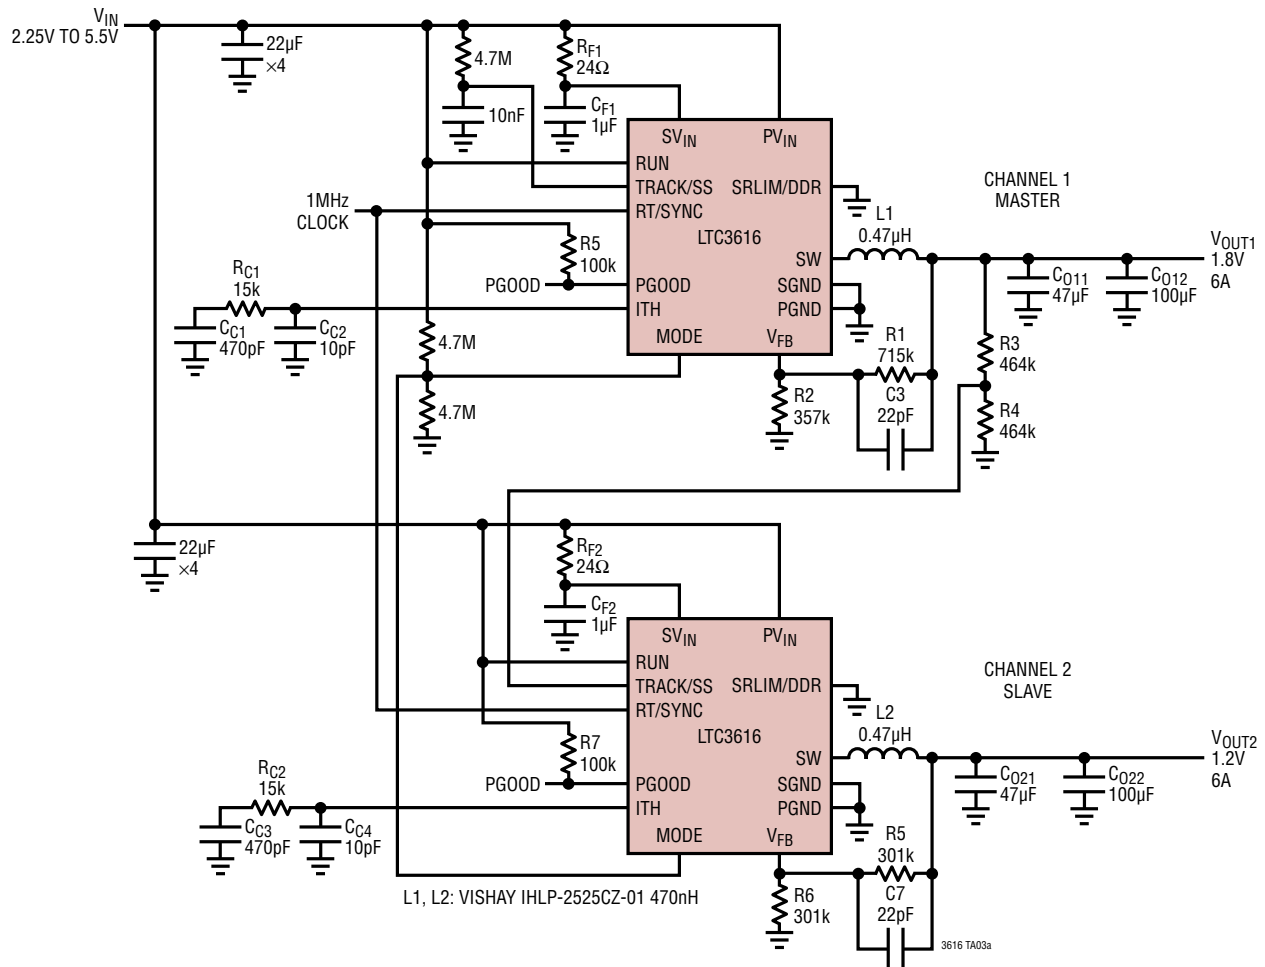 VIN
2.25V TO 5.5V
22µF
×4
4.7M
10nF
RF1
24Ω
CF1
1µF
SVIN
PVIN
RUN
TRACK/SS
SRLIM/DDR
RT/SYNC
LTC3616
SW
PGOOD
SGND
ITH
PGND
MODE
VFB
1MHz
CLOCK
R5
100k
PGOOD
RC1
15k
CC1
470pF
CC2
10pF
4.7M
4.7M
CHANNEL 1
MASTER
L1
0.47µH
VOUT1
1.8V
6A
CO11
47µF
CO12
100µF
R1
715k
C3
22pF
R2
357k
R3
464k
R4
464k
22µF
×4
RF2
24Ω
CF2
1µF
SVIN
PVIN
RUN
TRACK/SS
SRLIM/DDR
RT/SYNC
LTC3616
SW
PGOOD
SGND
ITH
PGND
MODE
VFB
R7
100k
PGOOD
RC2
15k
CC3
470pF
CC4
10pF
CHANNEL 2
SLAVE
L2
0.47µH
VOUT2
1.2V
6A
CO21
47µF
CO22
100µF
R5
301k
C7
22pF
R6
301k
L1, L2: VISHAY IHLP-2525CZ-01 470nH
3616 TA03a